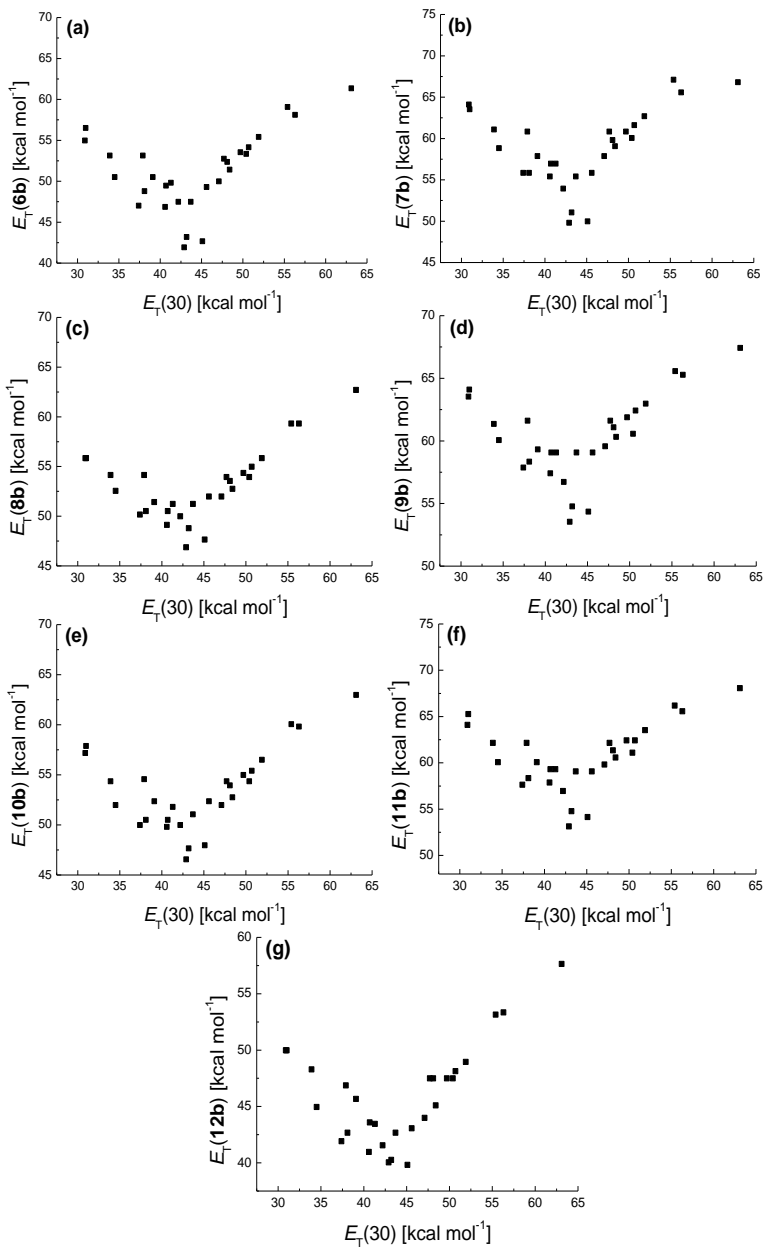 (a)
70
65
60
55
50
45
40
E_T(6b) [kcal mol⁻¹]
30 35 40 45 50 55 60 65
E_T(30) [kcal mol⁻¹]
(b)
75
70
65
60
55
50
45
E_T(7b) [kcal mol⁻¹]
30 35 40 45 50 55 60 65
E_T(30) [kcal mol⁻¹]
(c)
70
65
60
55
50
45
E_T(8b) [kcal mol⁻¹]
30 35 40 45 50 55 60 65
E_T(30) [kcal mol⁻¹]
(d)
70
65
60
55
50
E_T(9b) [kcal mol⁻¹]
30 35 40 45 50 55 60 65
E_T(30) [kcal mol⁻¹]
(e)
70
65
60
55
50
45
E_T(10b) [kcal mol⁻¹]
30 35 40 45 50 55 60 65
E_T(30) [kcal mol⁻¹]
(f)
75
70
65
60
55
50
E_T(11b) [kcal mol⁻¹]
30 35 40 45 50 55 60 65
E_T(30) [kcal mol⁻¹]
(g)
60
55
50
45
40
E_T(12b) [kcal mol⁻¹]
30 35 40 45 50 55 60 65
E_T(30) [kcal mol⁻¹]